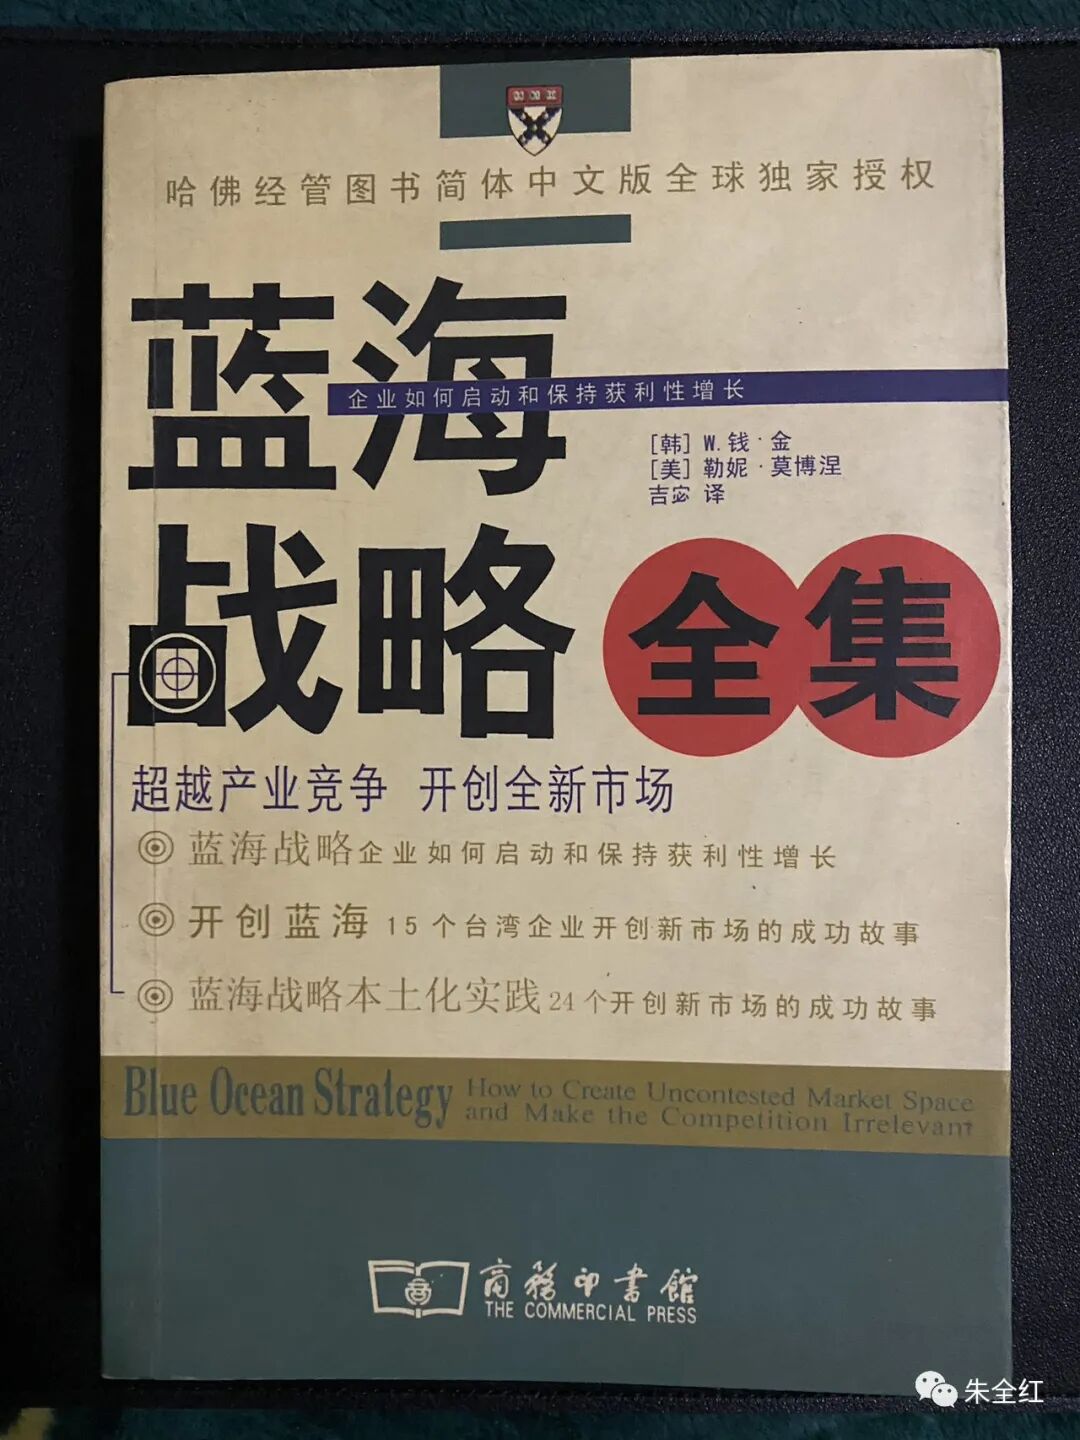 哈佛经管图书简体中文版全球独家授权
蓝海
企业如何启动和保持获利性增长
[韩] W.钱·金
[美] 勒妮·莫博涅
吉宓 译
战略 全集
超越产业竞争 开创全新市场
蓝海战略企业如何启动和保持获利性增长
开创蓝海 15个台湾企业开创新市场的成功故事
蓝海战略本土化实践24个开创新市场的成功故事
Blue Ocean Strategy How to Create Uncontested Market Space
and Make the Competition Irrelevant
商務印書館
THE COMMERCIAL PRESS
朱全红